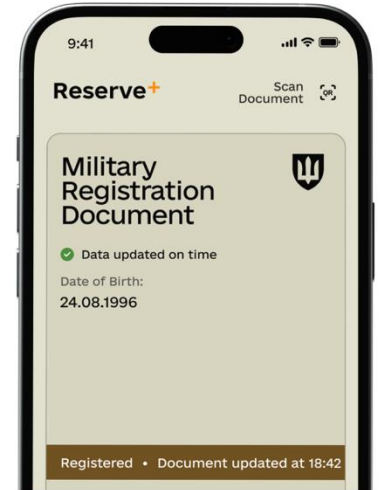 9:41
Reserve+
Scan
Document
QR
Military
Registration
Document
Data updated on time
Date of Birth:
24.08.1996
Registered • Document updated at 18:42